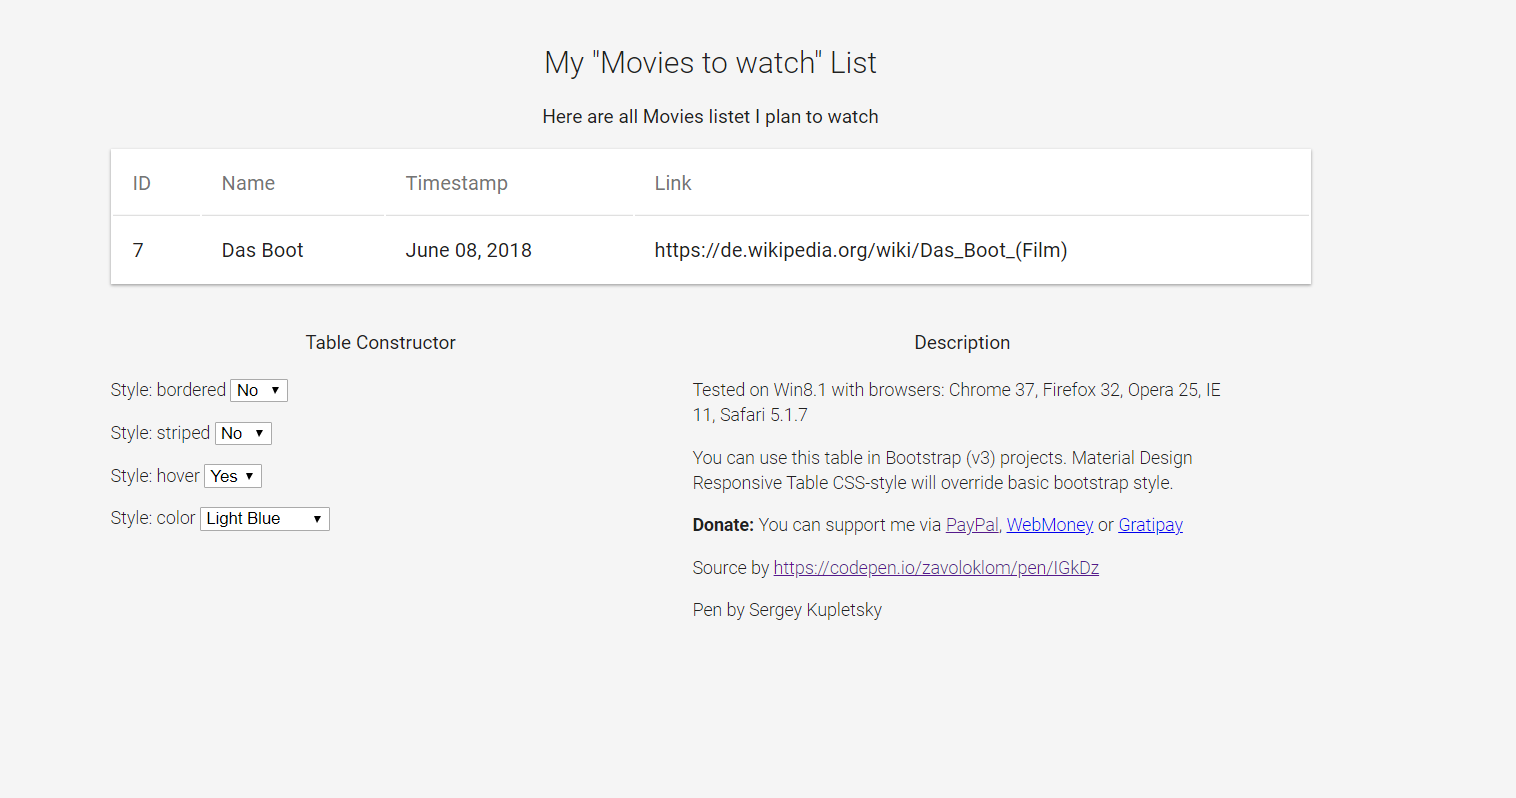 My "Movies to watch" List
Here are all Movies listet I plan to watch
ID Name Timestamp Link
7 Das Boot June 08, 2018 https://de.wikipedia.org/wiki/Das_Boot_(Film)
Table Constructor
Style: bordered No
Style: striped No
Style: hover Yes
Style: color Light Blue
Description
Tested on Win8.1 with browsers: Chrome 37, Firefox 32, Opera 25, IE
11, Safari 5.1.7
You can use this table in Bootstrap (v3) projects. Material Design
Responsive Table CSS-style will override basic bootstrap style.
Donate: You can support me via PayPal, WebMoney or Gratipay
Source by https://codepen.io/zavoloklom/pen/IGkDz
Pen by Sergey Kupletsky